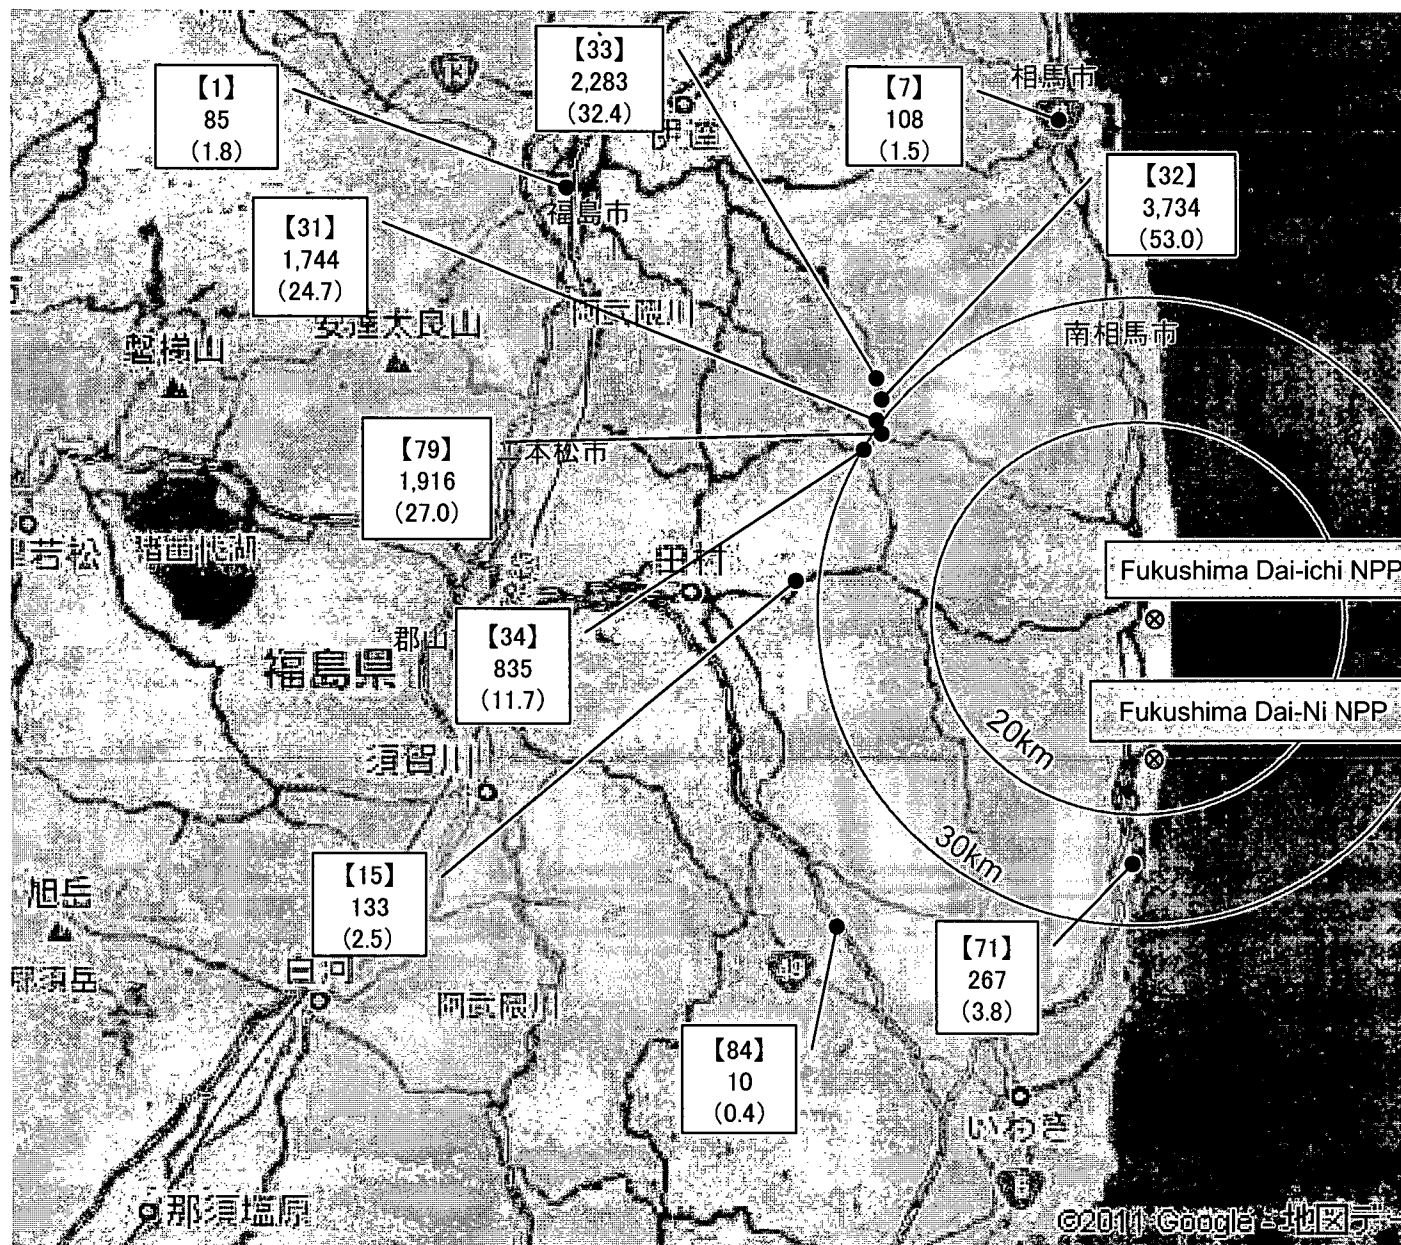 【33】
2,283
(32.4)
【1】
85
(1.8)
13
【7】
108
(1.5)
相馬市
【32】
3,734
(53.0)
福島市
【31】
1,744
(24.7)
安達太良山
阿武隈川
磐梯山
南相馬市
【79】
1,916
(27.0)
二本松市
若松
猪苗代湖
田村
Fukushima Dai-ichi NPP
【34】
835
(11.7)
郡山
福島県
Fukushima Dai-Ni NPP
20km
須賀川
30km
【15】
133
(2.5)
旭岳
那須岳
白河
阿武隈川
49
【71】
267
(3.8)
【84】
10
(0.4)
いわき
那須塩原
©2011 Google - 地図デー